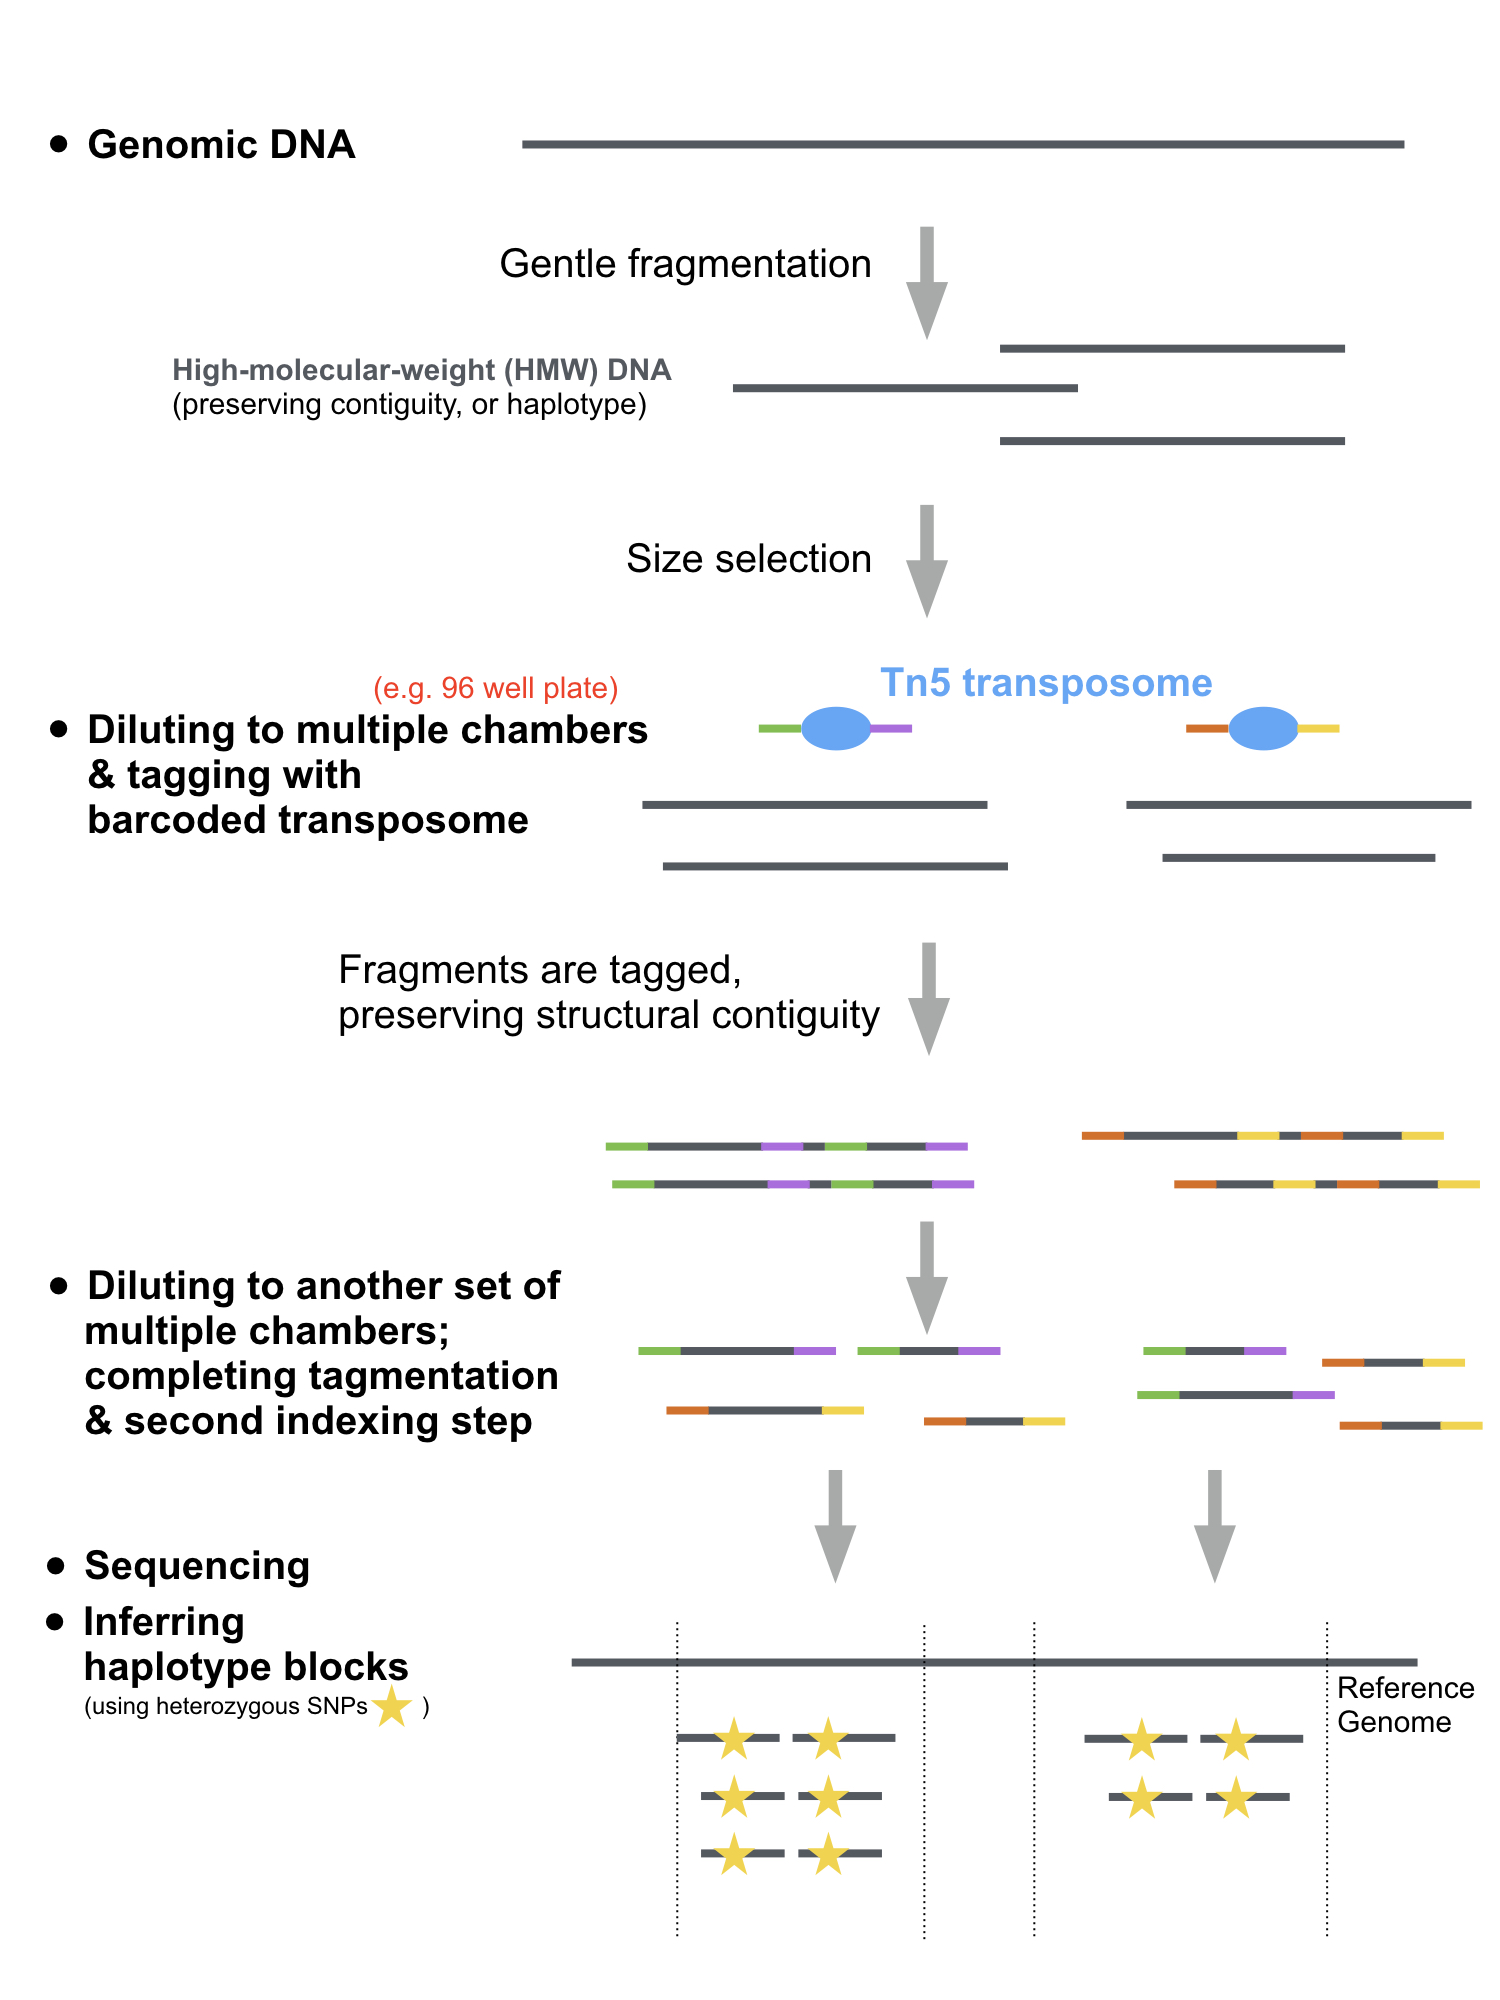 • Genomic DNA
Gentle fragmentation
High-molecular-weight (HMW) DNA
(preserving contiguity, or haplotype)
Size selection
(e.g. 96 well plate)
Tn5 transposome
• Diluting to multiple chambers
& tagging with
barcoded transposome
Fragments are tagged,
preserving structural contiguity
• Diluting to another set of
multiple chambers;
completing tagmentation
& second indexing step
• Sequencing
• Inferring
haplotype blocks
(using heterozygous SNPs )
Reference
Genome